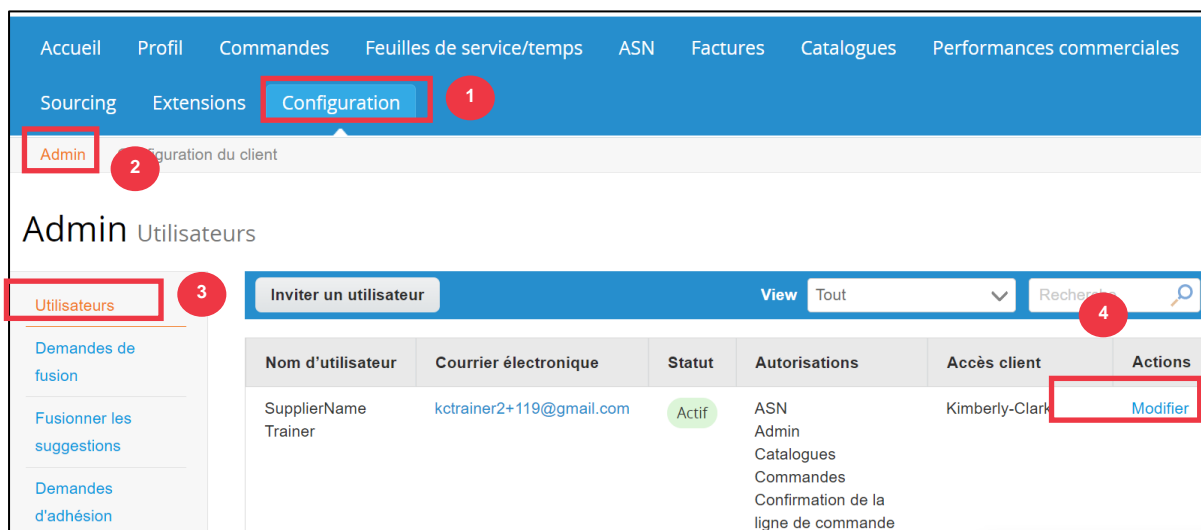 Accueil Profil Commandes Feuilles de service/temps ASN Factures Catalogues Performances commerciales
Sourcing Extensions Configuration 1
Admin 2 Configuration du client
Admin Utilisateurs
Utilisateurs 3
Demandes de
fusion
Fusionner les
suggestions
Demandes
d'adhésion
Inviter un utilisateur View Tout Recherche
4
Nom d'utilisateur Courrier électronique Statut Autorisations Accès client Actions
SupplierName
Trainer
kctrainer2+119@gmail.com
Actif
ASN
Admin
Catalogues
Commandes
Confirmation de la
ligne de commande
Kimberly-Clark
Modifier